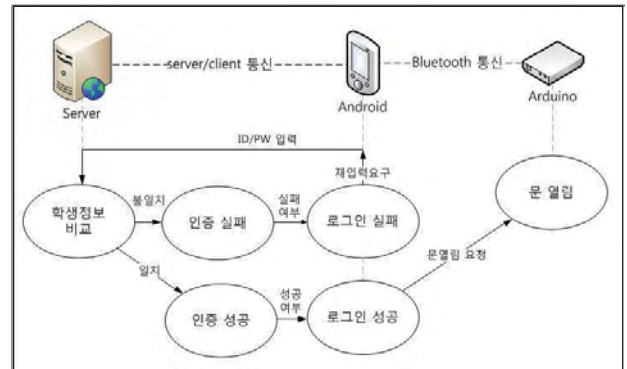 server/client 통신
Bluetooth 통신
Server
Android
Arduino
ID/PW 입력
재입력요구
학생정보
비교
불일치
인증 실패
실패
여부
로그인 실패
문 열림
일치
인증 성공
성공
여부
로그인 성공
문열림 요청